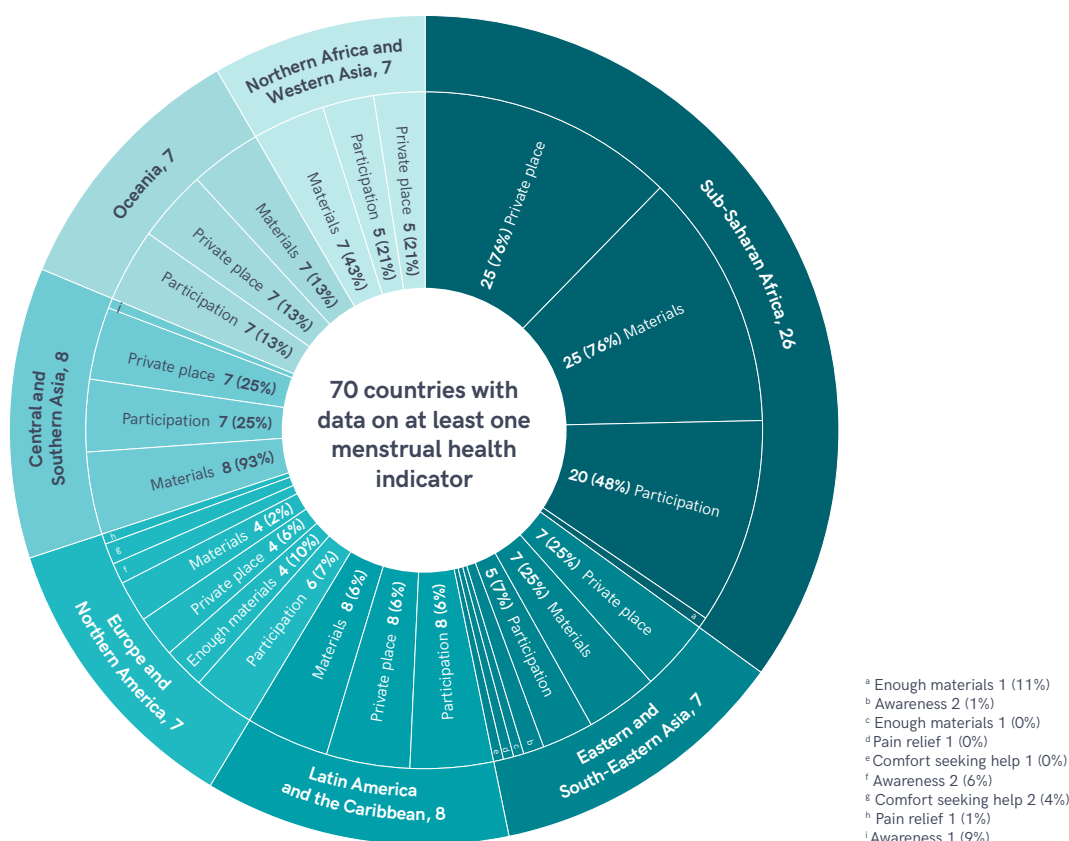 70 countries with
data on at least one
menstrual health
indicator
Sub-Saharan Africa, 26
25 (76%) Private place
25 (76%) Materials
20 (48%) Participation
a
Eastern and
South-Eastern Asia, 7
7 (25%) Private place
7 (25%) Materials
5 (7%) Participation
b
c
d
e
Latin America
and the Caribbean, 8
Participation 8 (6%)
Private place 8 (6%)
Materials 8 (6%)
Europe and
Northern America, 7
Participation 6 (7%)
Enough materials 4 (10%)
Private place 4 (6%)
Materials 4 (2%)
f
g
h
Central and
Southern Asia, 8
Materials 8 (93%)
Participation 7 (25%)
Private place 7 (25%)
i
Oceania, 7
Participation 7 (13%)
Private place 7 (13%)
Materials 7 (13%)
Northern Africa and
Western Asia, 7
Materials 7 (43%)
Participation 5 (21%)
Private place 5 (21%)
a Enough materials 1 (11%)
b Awareness 2 (1%)
c Enough materials 1 (0%)
d Pain relief 1 (0%)
e Comfort seeking help 1 (0%)
f Awareness 2 (6%)
g Comfort seeking help 2 (4%)
h Pain relief 1 (1%)
i Awareness 1 (9%)